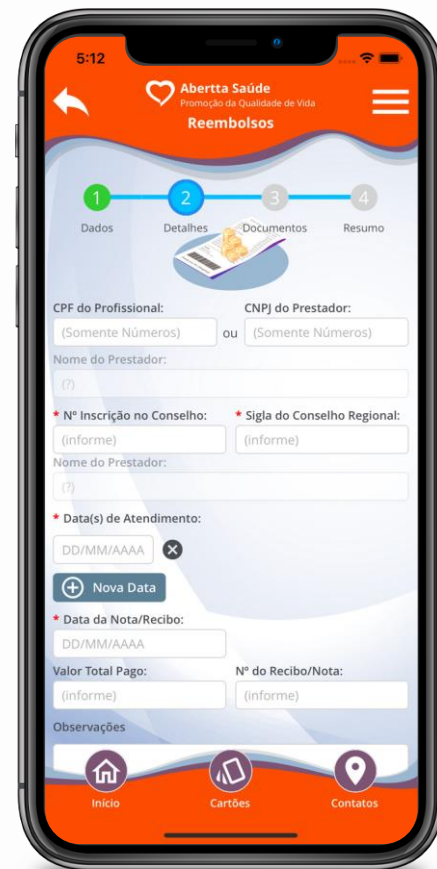 5:12
Abertta Saúde
Promoção da Qualidade de Vida
Reembolsos
1 2 3 4
Dados Detalhes Documentos Resumo
CPF do Profissional: CNPJ do Prestador:
(Somente Números) ou (Somente Números)
Nome do Prestador:
(?)
* Nº Inscrição no Conselho: * Sigla do Conselho Regional:
(informe) (informe)
Nome do Prestador:
(?)
* Data(s) de Atendimento:
DD/MM/AAAA
Nova Data
* Data da Nota/Recibo:
DD/MM/AAAA
Valor Total Pago: Nº do Recibo/Nota:
(informe) (informe)
Observações
Início Cartões Contatos